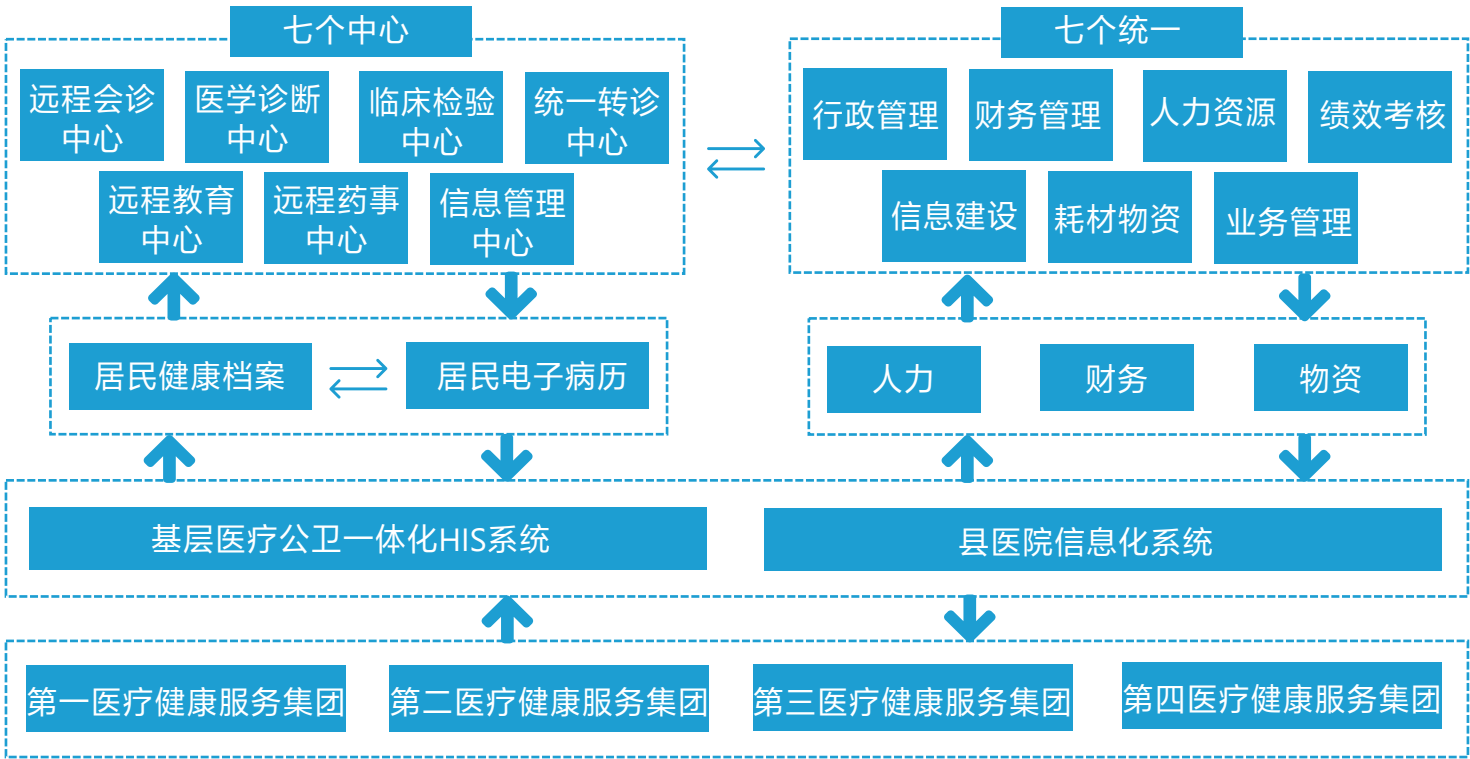 七个中心
七个统一
远程会诊
中心
医学诊断
中心
临床检验
中心
统一转诊
中心
远程教育
中心
远程药事
中心
信息管理
中心
行政管理
财务管理
人力资源
绩效考核
信息建设
耗材物资
业务管理
居民健康档案
居民电子病历
人力
财务
物资
基层医疗公卫一体化HIS系统
县医院信息化系统
第一医疗健康服务集团
第二医疗健康服务集团
第三医疗健康服务集团
第四医疗健康服务集团